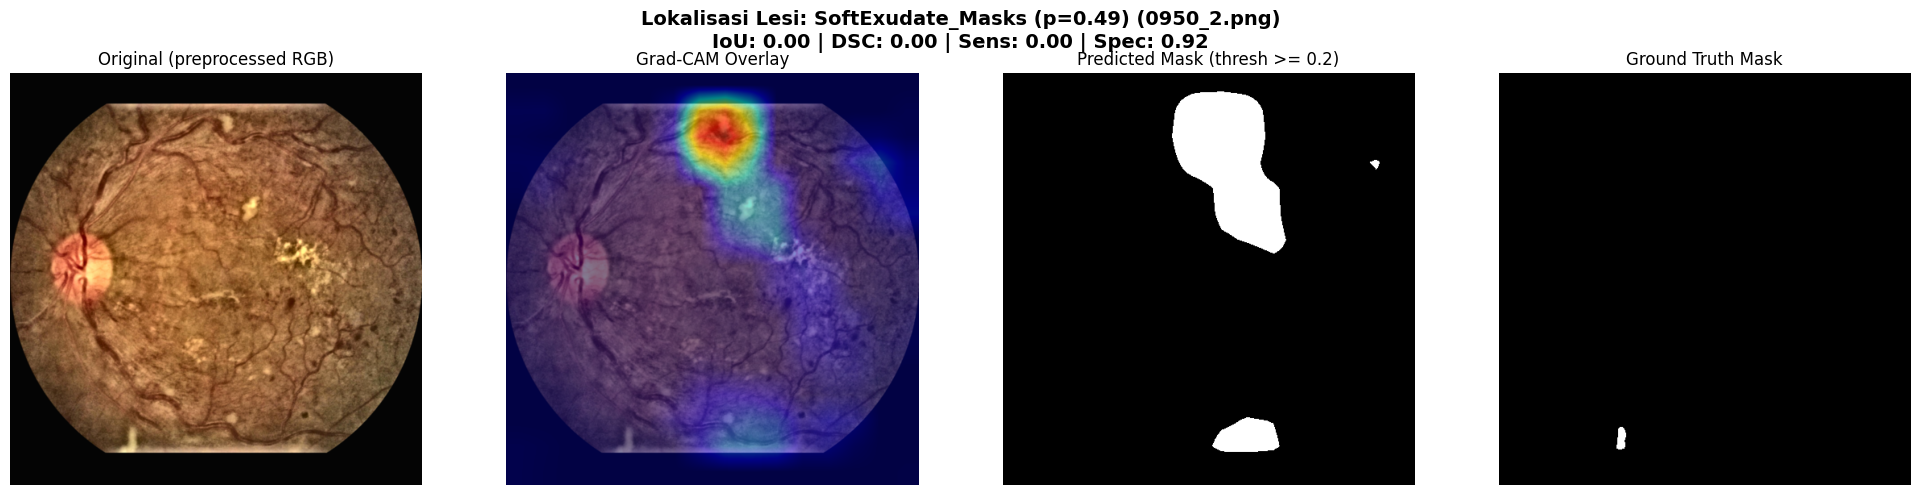 Lokalisasi Lesi: SoftExudate_Masks (p=0.49) (0950_2.png)
IoU: 0.00 | DSC: 0.00 | Sens: 0.00 | Spec: 0.92
Original (preprocessed RGB)
Grad-CAM Overlay
Predicted Mask (thresh >= 0.2)
Ground Truth Mask